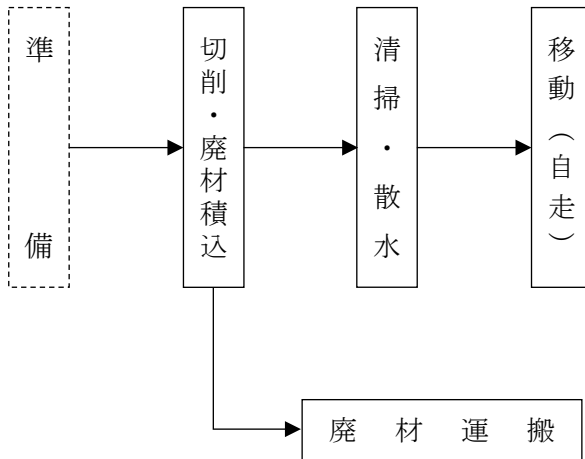 準備
切削・廃材積込
清掃・散水
移動（自走）
廃材運搬